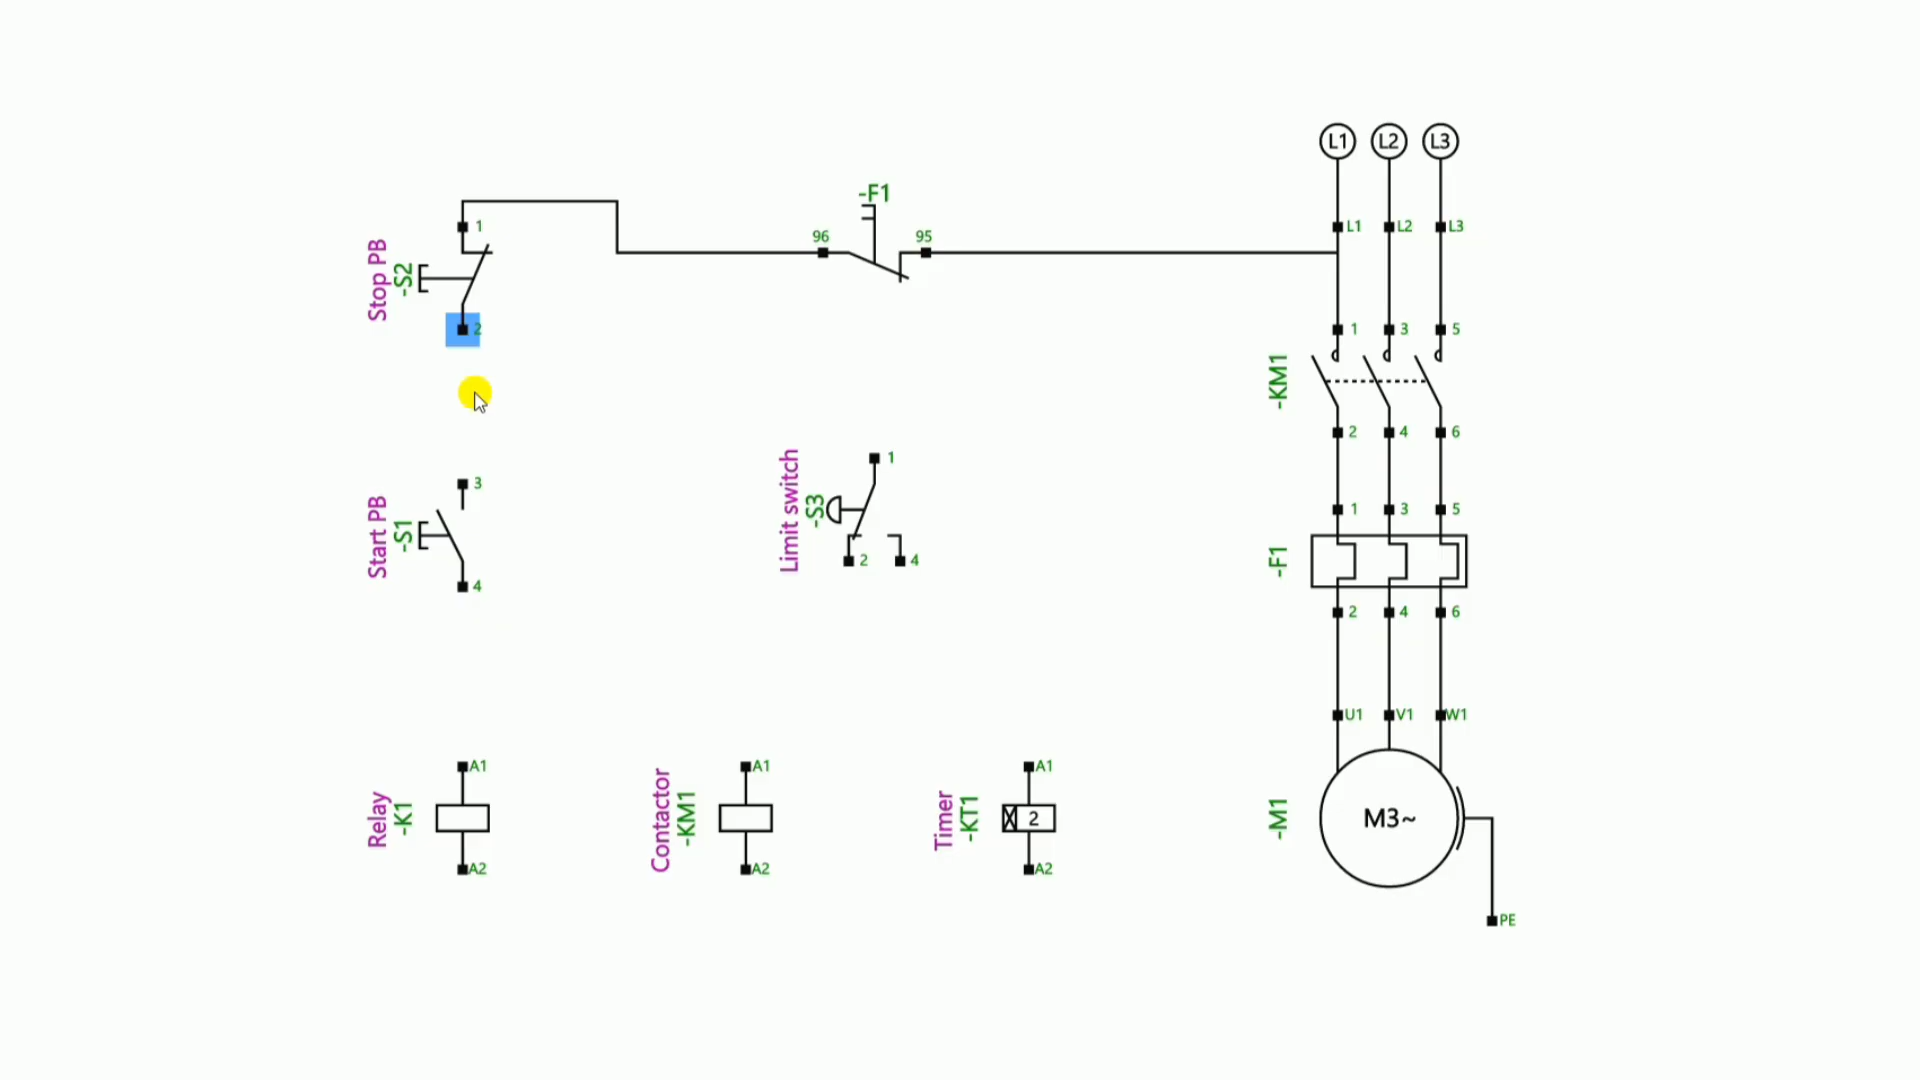 L1 L2 L3
-F1
1
L1 L2 L3
96 95
Stop PB
-S2
2
1 3 5
-KM1
2 4 6
Limit switch
-S3
1
Start PB
-S1
3
1 3 5
-F1
2 4
4
2 4 6
U1 V1 W1
A1 A1 A1
Relay
-K1
Contactor
-KM1
Timer
-KT1
2
-M1
M3~
A2 A2 A2
PE